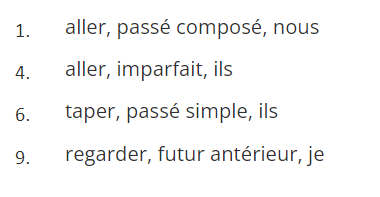 1. aller, passé composé, nous
4. aller, imparfait, ils
6. taper, passé simple, ils
9. regarder, futur antérieur, je